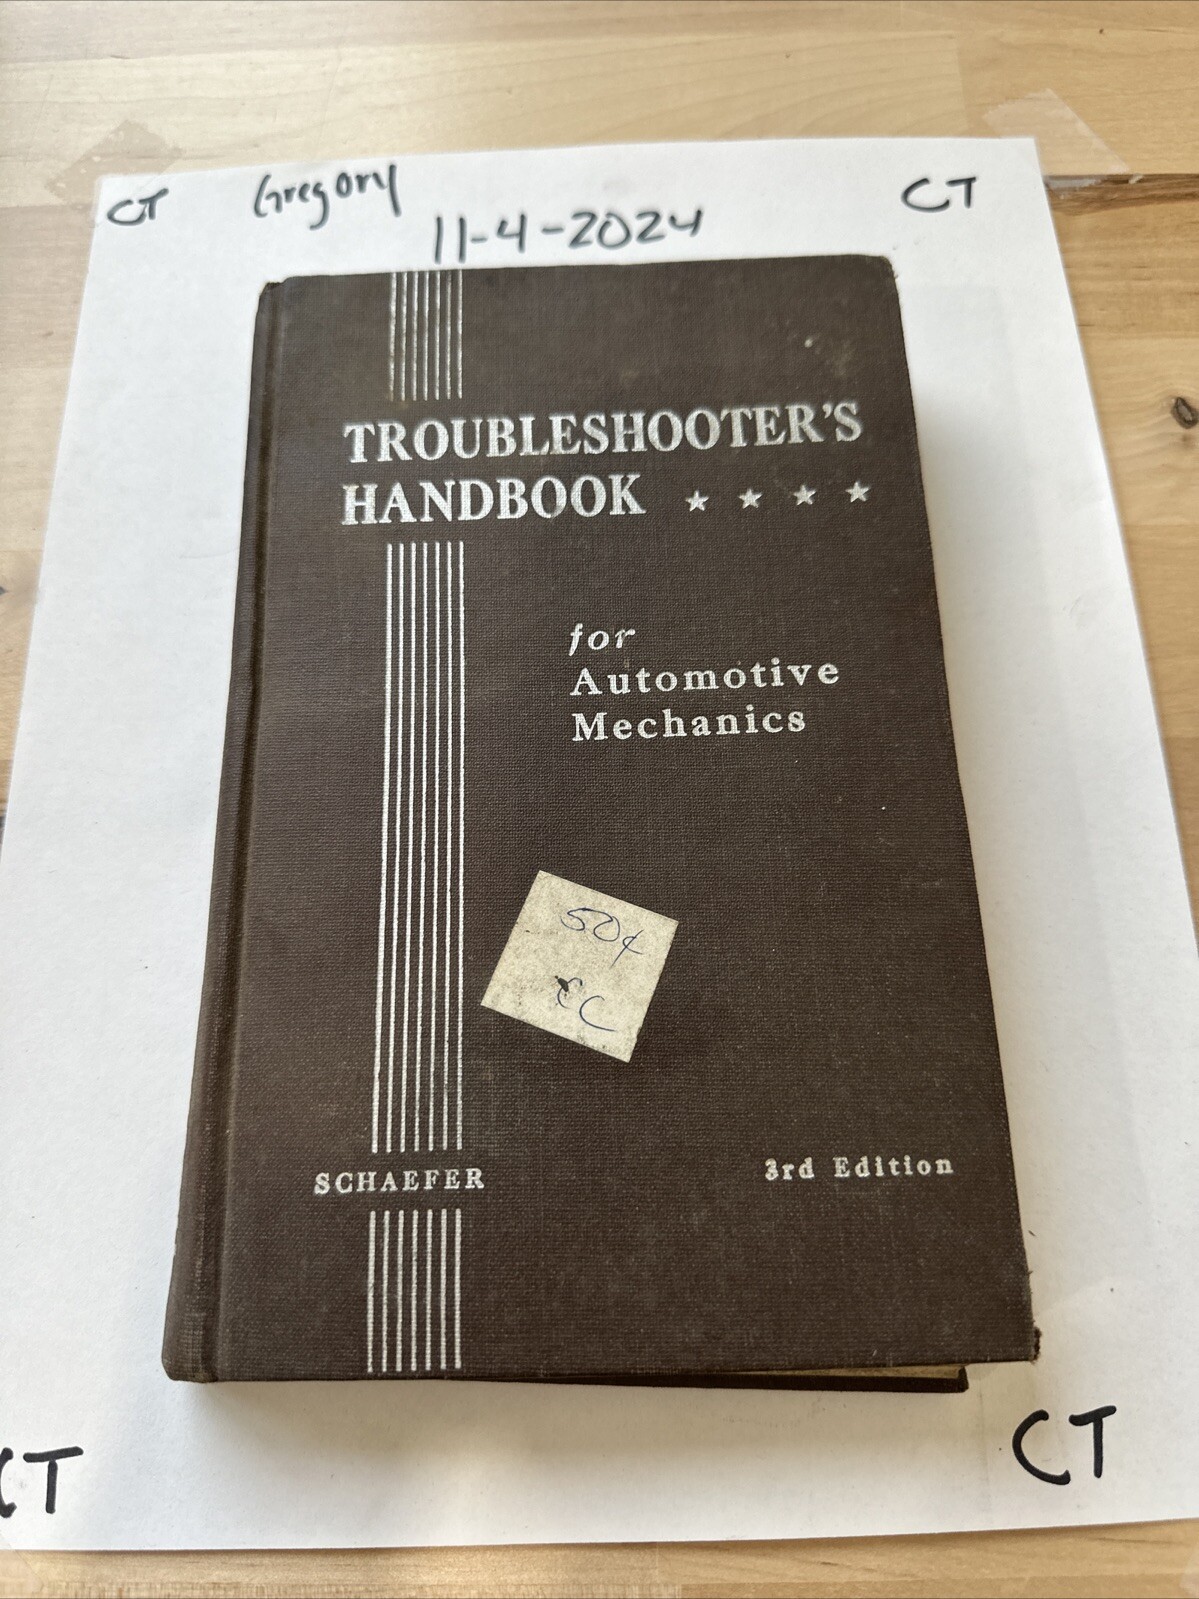 CT Gregory CT
11-4-2024
TROUBLESHOOTER'S
HANDBOOK ★ ★ ★ ★
for
Automotive
Mechanics
50¢
C
SCHAEFER 3rd Edition
CT CT